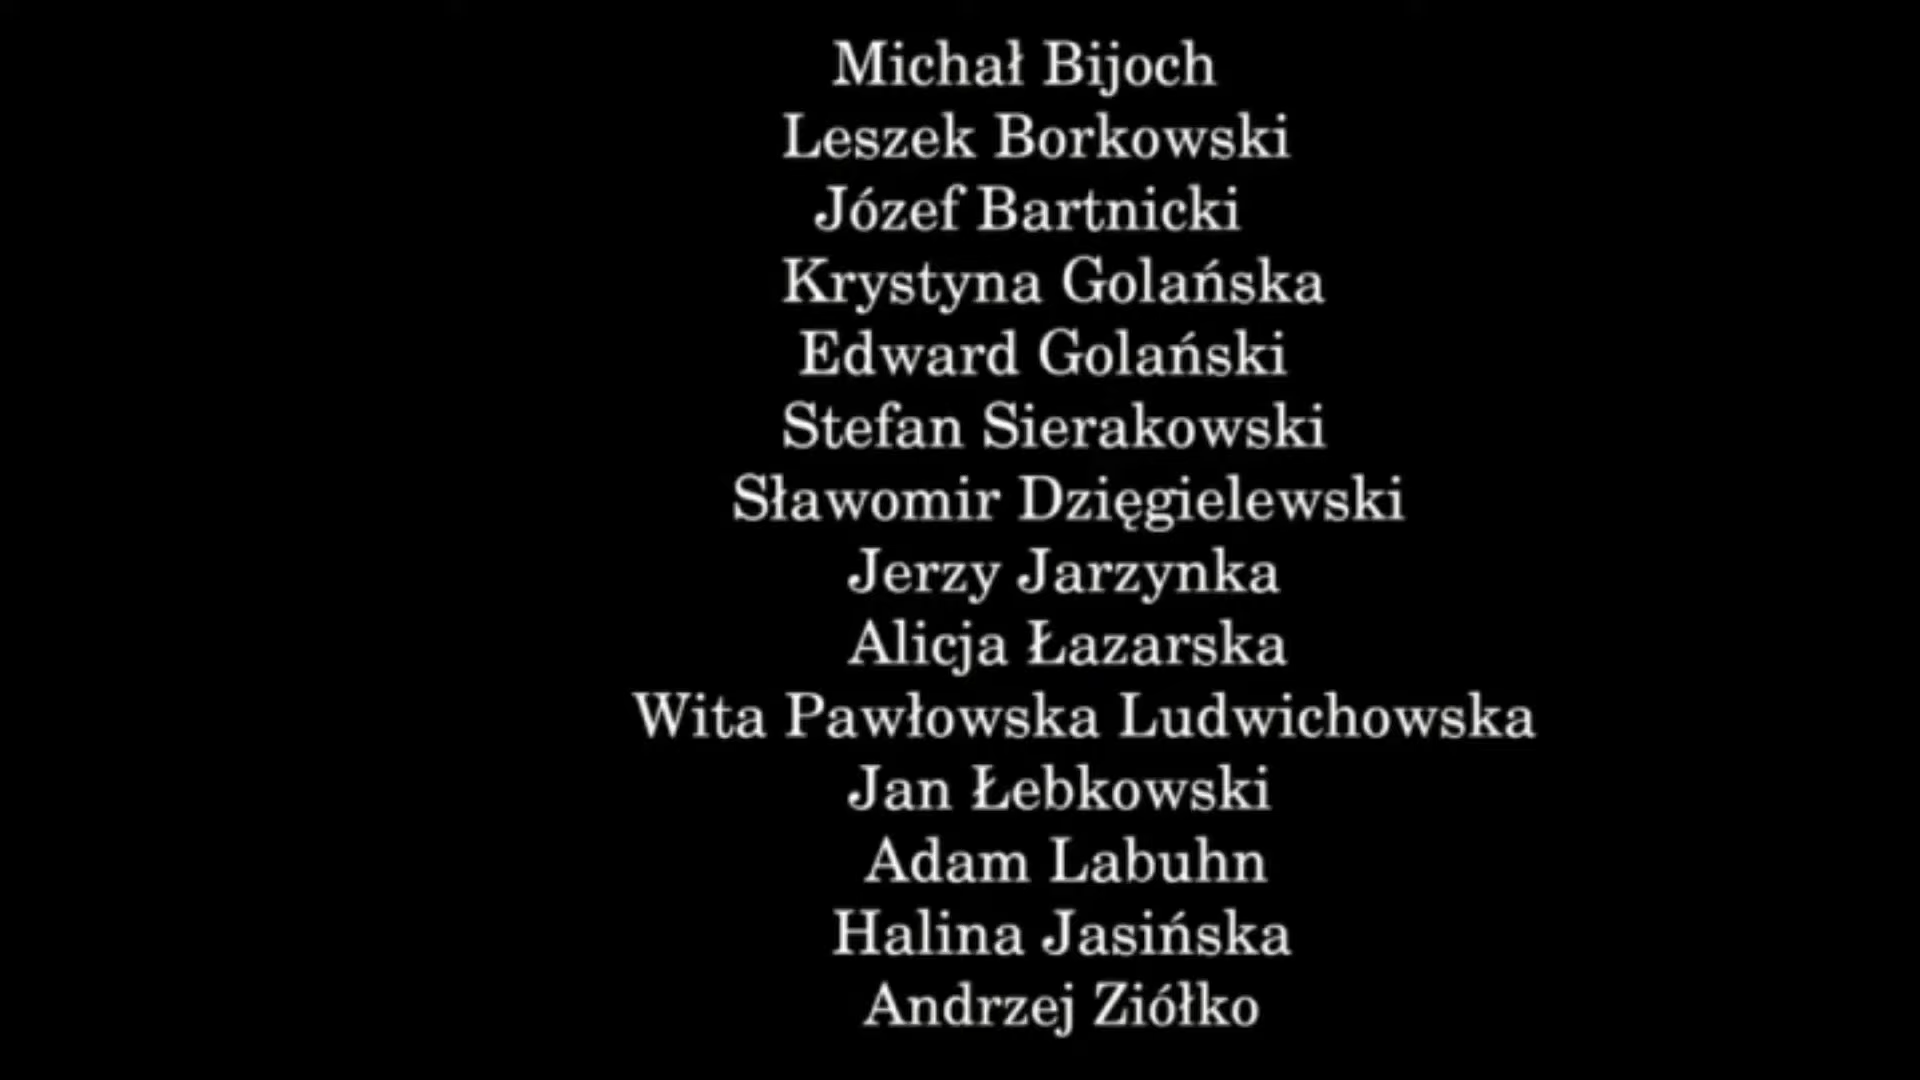 Michał Bijoch
Leszek Borkowski
Józef Bartnicki
Krystyna Golańska
Edward Golański
Stefan Sierakowski
Sławomir Dzięgielewski
Jerzy Jarzynka
Alicja Łazarska
Wita Pawłowska Ludwichowska
Jan Łebkowski
Adam Labuhn
Halina Jasińska
Andrzej Ziółko